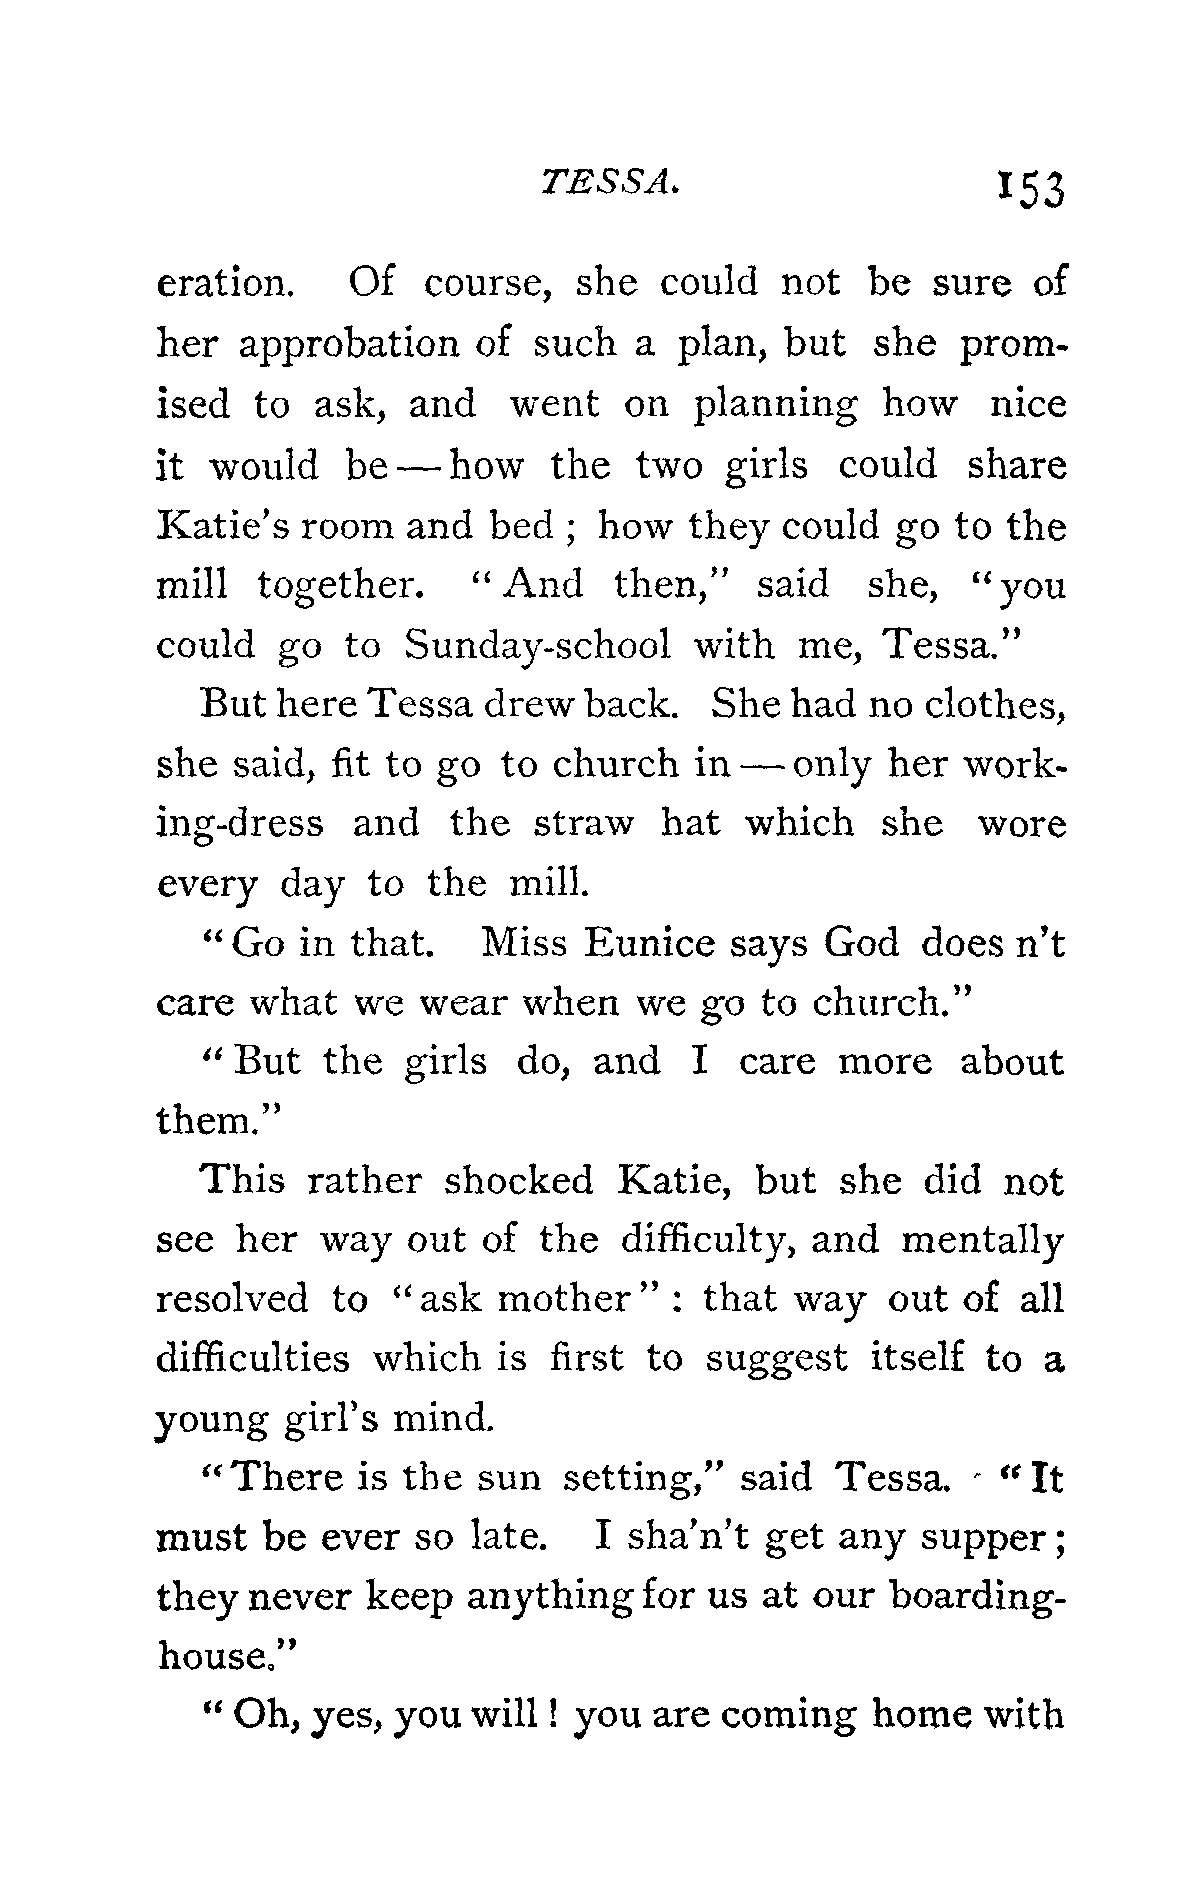 TESSA. 153
eration. Of course, she could not be sure of
her approbation of such a plan, but she prom-
ised to ask, and went on planning how nice
it would be — how the two girls could share
Katie's room and bed ; how they could go to the
mill together. " And then," said she, " you
could go to Sunday-school with me, Tessa."
But here Tessa drew back. She had no clothes,
she said, fit to go to church in — only her work-
ing-dress and the straw hat which she wore
every day to the mill.
" Go in that. Miss Eunice says God does n't
care what we wear when we go to church."
" But the girls do, and I care more about
them."
This rather shocked Katie, but she did not
see her way out of the difficulty, and mentally
resolved to " ask mother " : that way out of all
difficulties which is first to suggest itself to a
young girl's mind.
" There is the sun setting," said Tessa. " It
must be ever so late. I sha'n't get any supper ;
they never keep anything for us at our boarding-
house."
" Oh, yes, you will ! you are coming home with